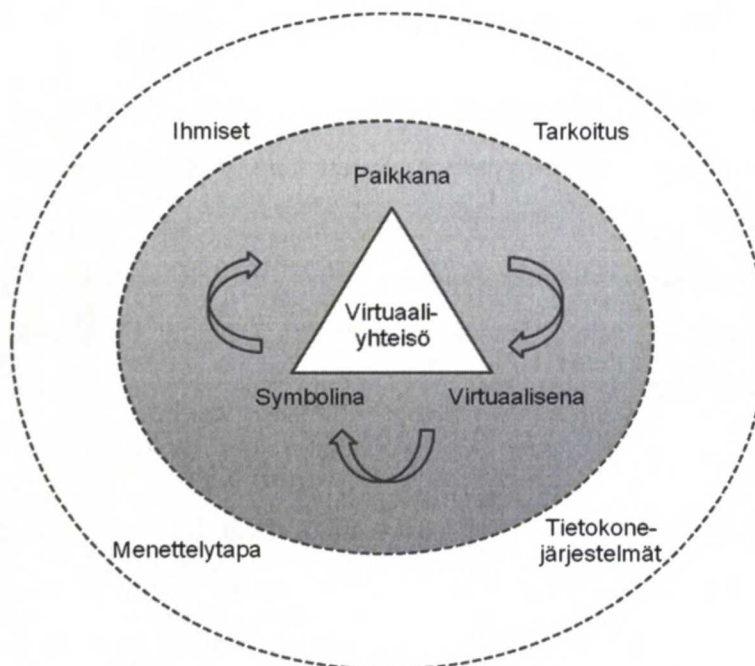 Ihmiset
Tarkoitus
Paikkana
Virtuaali-
yhteisö
Symbolina
Virtuaalisena
Menettelytapa
Tietokone-
järjestelmät